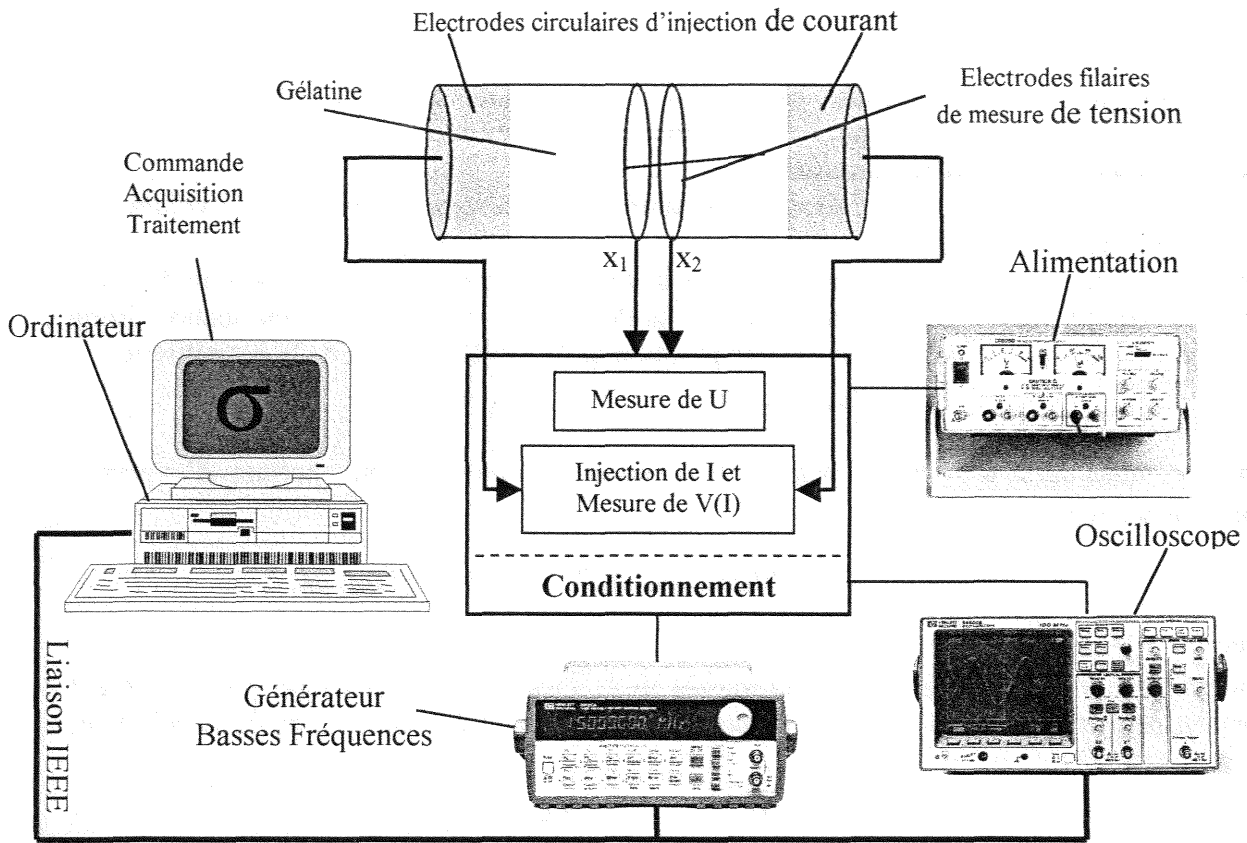 Electrodes circulaires d'injection de courant
Gélatine
Electrodes filaires
de mesure de tension
Commande
Acquisition
Traitement
x1
x2
Alimentation
Ordinateur
σ
Mesure de U
Injection de I et
Mesure de V(I)
Oscilloscope
Conditionnement
Liaison IEEE
Générateur
Basses Fréquences